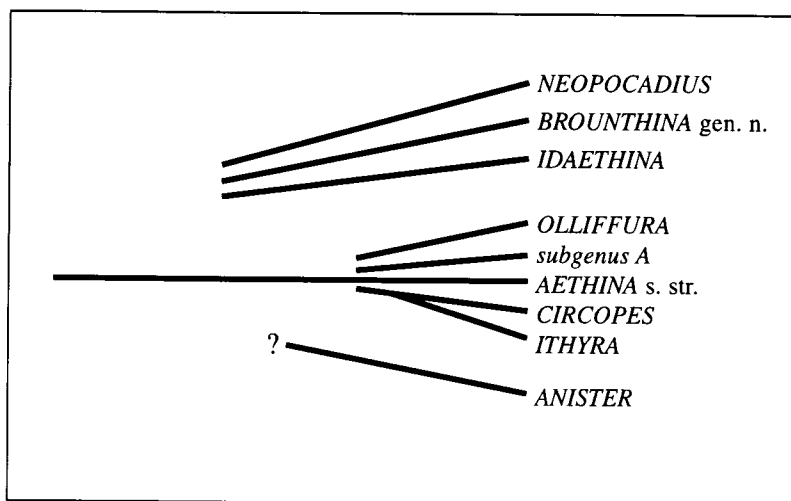 NEOPOCADIUS
BROUNTHINA gen. n.
IDAETHINA
OLLIFFURA
subgenus A
AETHINA s. str.
CIRCOPES
ITHYRA
?
ANISTER